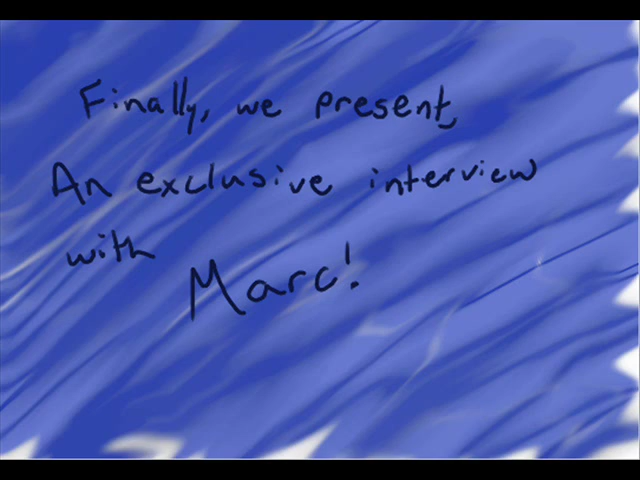 Finally, we present,
An exclusive interview
with
Marc!